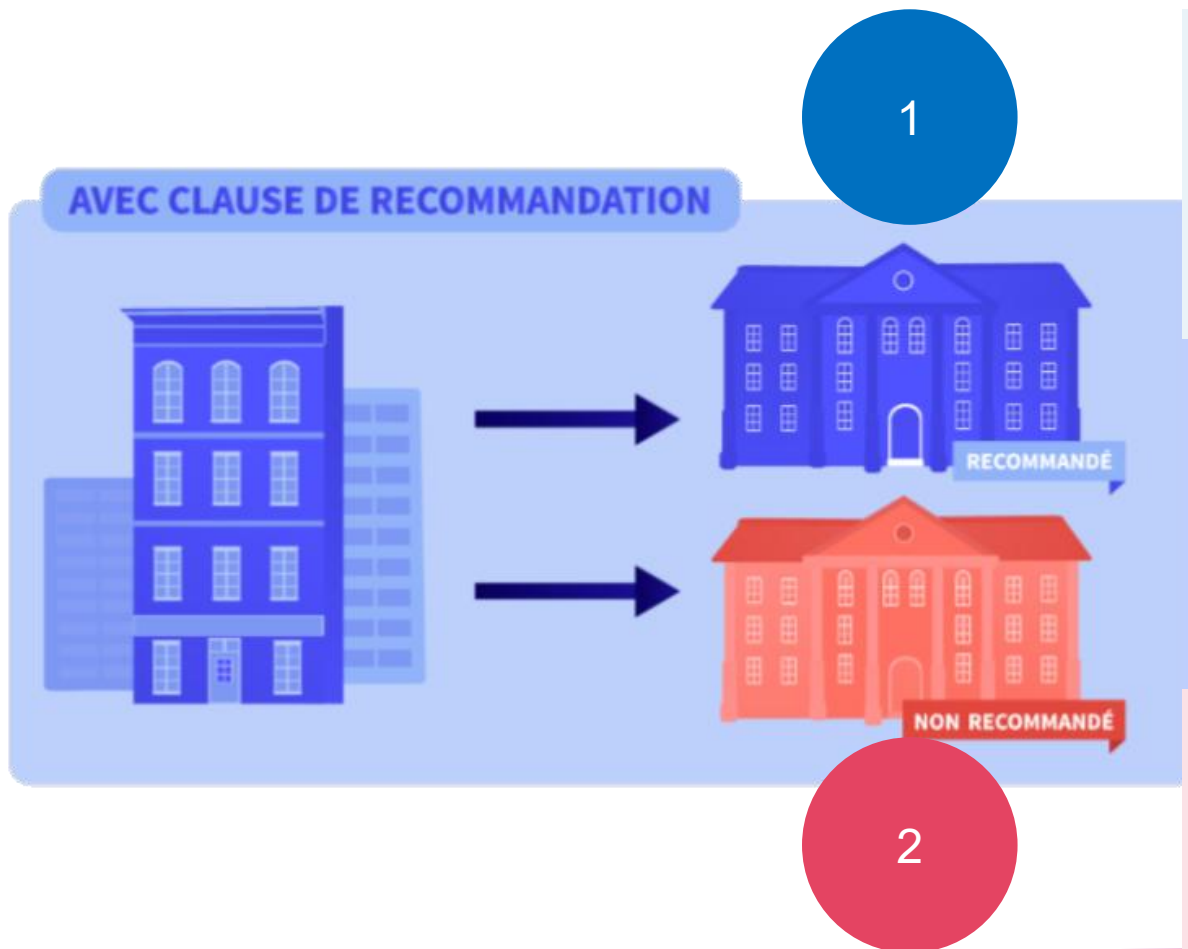 1
AVEC CLAUSE DE RECOMMANDATION
RECOMMANDÉ
NON RECOMMANDÉ
2